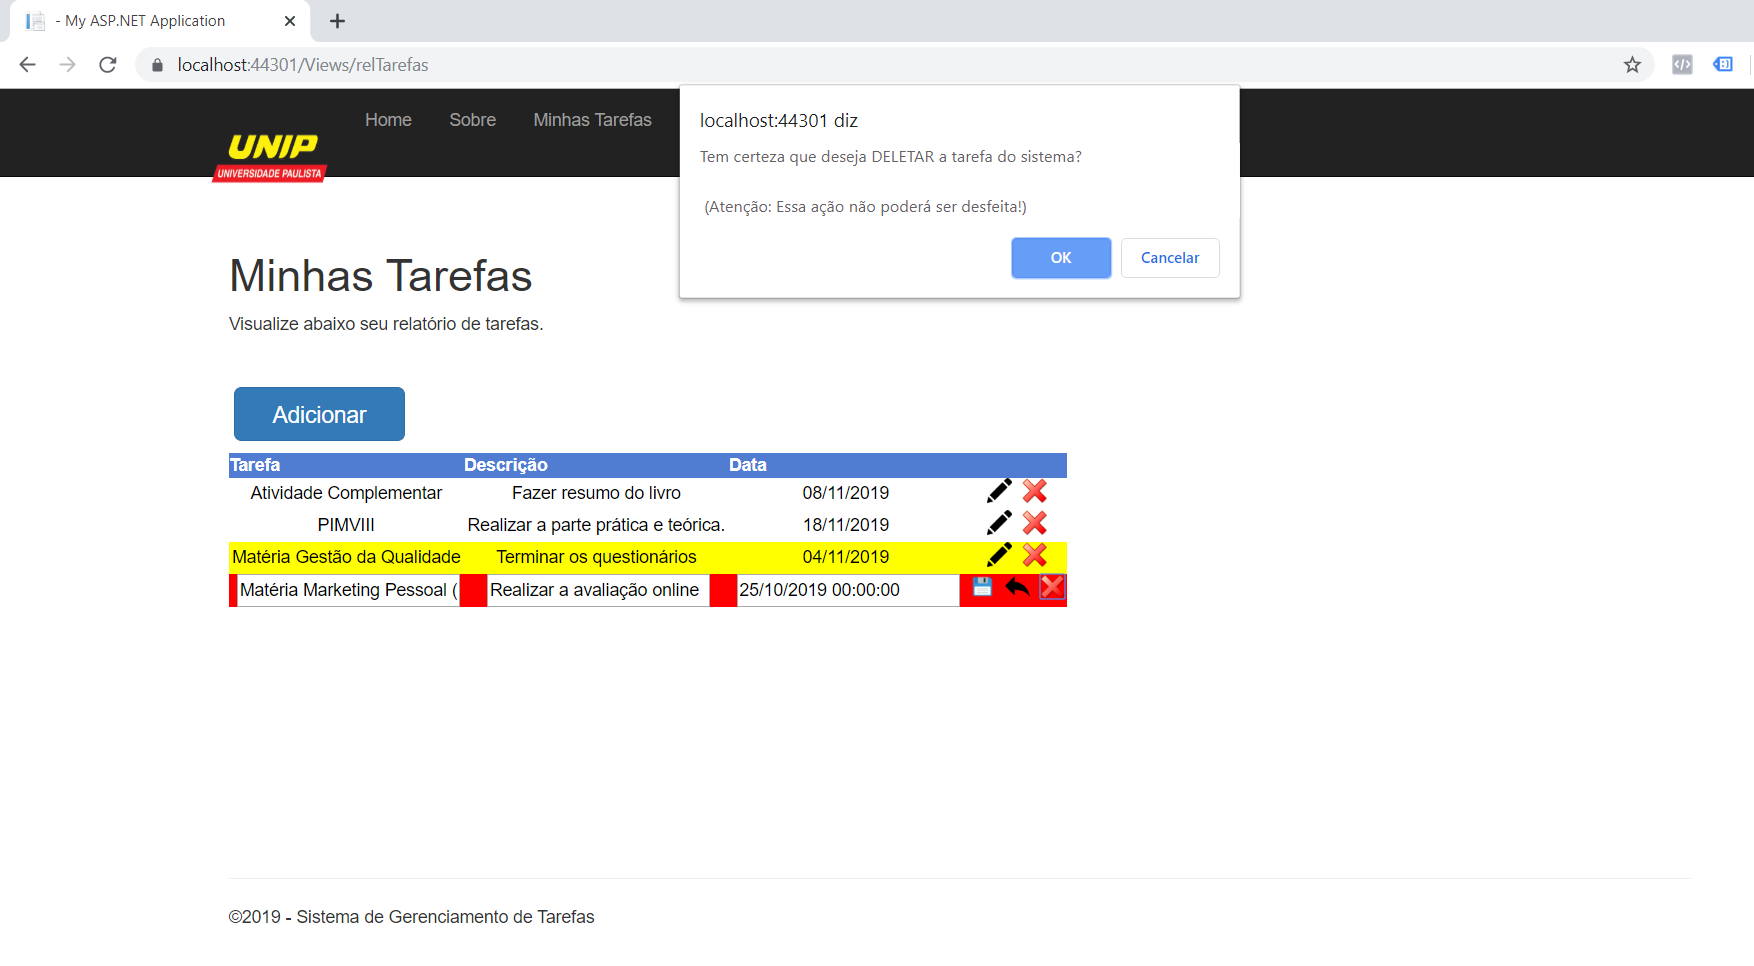 - My ASP.NET Application
localhost:44301/Views/relTarefas
Home Sobre Minhas Tarefas
UNIP
UNIVERSIDADE PAULISTA
localhost:44301 diz
Tem certeza que deseja DELETAR a tarefa do sistema?
(Atenção: Essa ação não poderá ser desfeita!)
OK Cancelar
Minhas Tarefas
Visualize abaixo seu relatório de tarefas.
Adicionar
Tarefa Descrição Data
Atividade Complementar Fazer resumo do livro 08/11/2019
PIMVIII Realizar a parte prática e teórica. 18/11/2019
Matéria Gestão da Qualidade Terminar os questionários 04/11/2019
Matéria Marketing Pessoal ( Realizar a avaliação online 25/10/2019 00:00:00
©2019 - Sistema de Gerenciamento de Tarefas